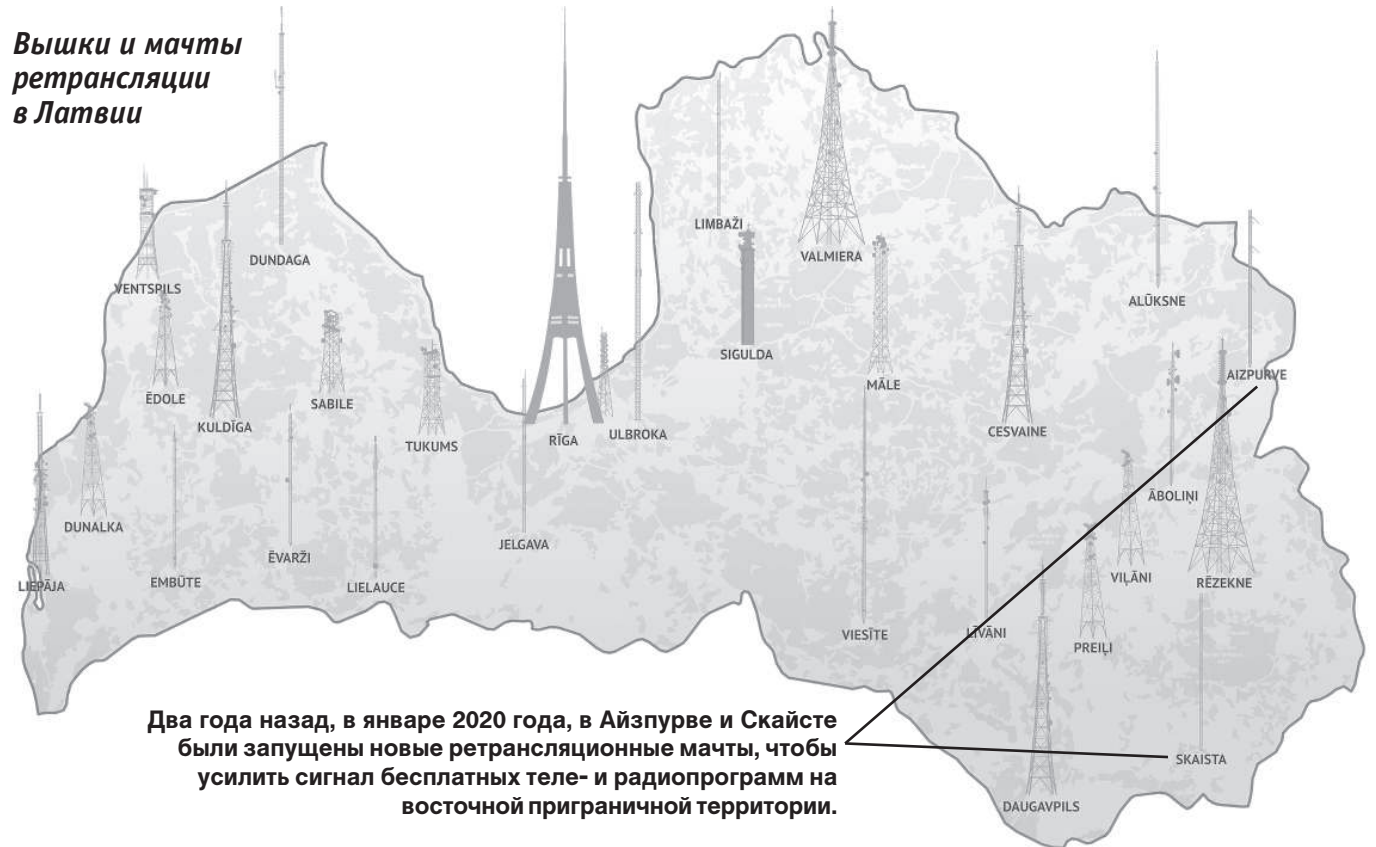 Вышки и мачты
ретрансляции
в Латвии
DUNDAGA
LIMBAŽI
VALMIERA
VENTSPILS
ALŪKSNE
SIGULDA
AIZPURVE
MĀLE
ĒDOLE
SABILE
KULDĪGA
TUKUMS
RĪGA
ULBROKA
CESVAINE
ĀBOLIŅI
DUNALKA
JELGAVA
ĒVARŽI
VIĻĀNI
LIEPĀJA
EMBŪTE
LIELAUCE
RĒZEKNE
VIESĪTE
LĪVĀNI
PREIĻI
Два года назад, в январе 2020 года, в Айзпурве и Скайсте
были запущены новые ретрансляционные мачты, чтобы
усилить сигнал бесплатных теле- и радиопрограмм на
восточной приграничной территории.
SKAISTA
DAUGAVPILS